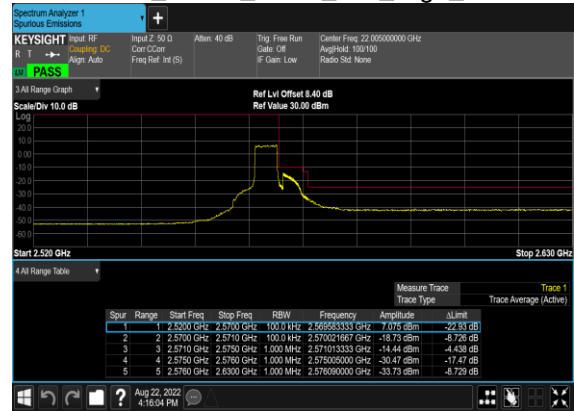 Spectrum Analyzer 1
Spurious Emissions
+
KEYSIGHT Input: RF Input Z: 50 Ω Atten: 40 dB Trig: Free Run Center Freq: 22.005000000 GHz
R T Coupling: DC Corr CCorr Gate: Off Avg|Hold: 100/100
Align: Auto Freq Ref: Int (S) IF Gain: Low Radio Std: None
PASS
3 All Range Graph
Ref Lvl Offset 8.40 dB
Scale/Div 10.0 dB Ref Value 30.00 dBm
Log
20.0
10.0
0.00
-10.0
-20.0
-30.0
-40.0
-50.0
-60.0
Start 2.520 GHz Stop 2.630 GHz
4 All Range Table
Measure Trace Trace 1
Trace Type Trace Average (Active)
Spur Range Start Freq Stop Freq RBW Frequency Amplitude ΔLimit
1 1 2.5200 GHz 2.5700 GHz 100.0 kHz 2.569583333 GHz 7.075 dBm -22.93 dB
2 2 2.5700 GHz 2.5710 GHz 100.0 kHz 2.570021667 GHz -18.73 dBm -8.726 dB
3 3 2.5710 GHz 2.5750 GHz 1.000 MHz 2.571013333 GHz -14.44 dBm -4.438 dB
4 4 2.5750 GHz 2.5760 GHz 1.000 MHz 2.575005000 GHz -30.47 dBm -17.47 dB
5 5 2.5760 GHz 2.6300 GHz 1.000 MHz 2.576090000 GHz -33.73 dBm -8.729 dB
? Aug 22, 2022
4:16:04 PM